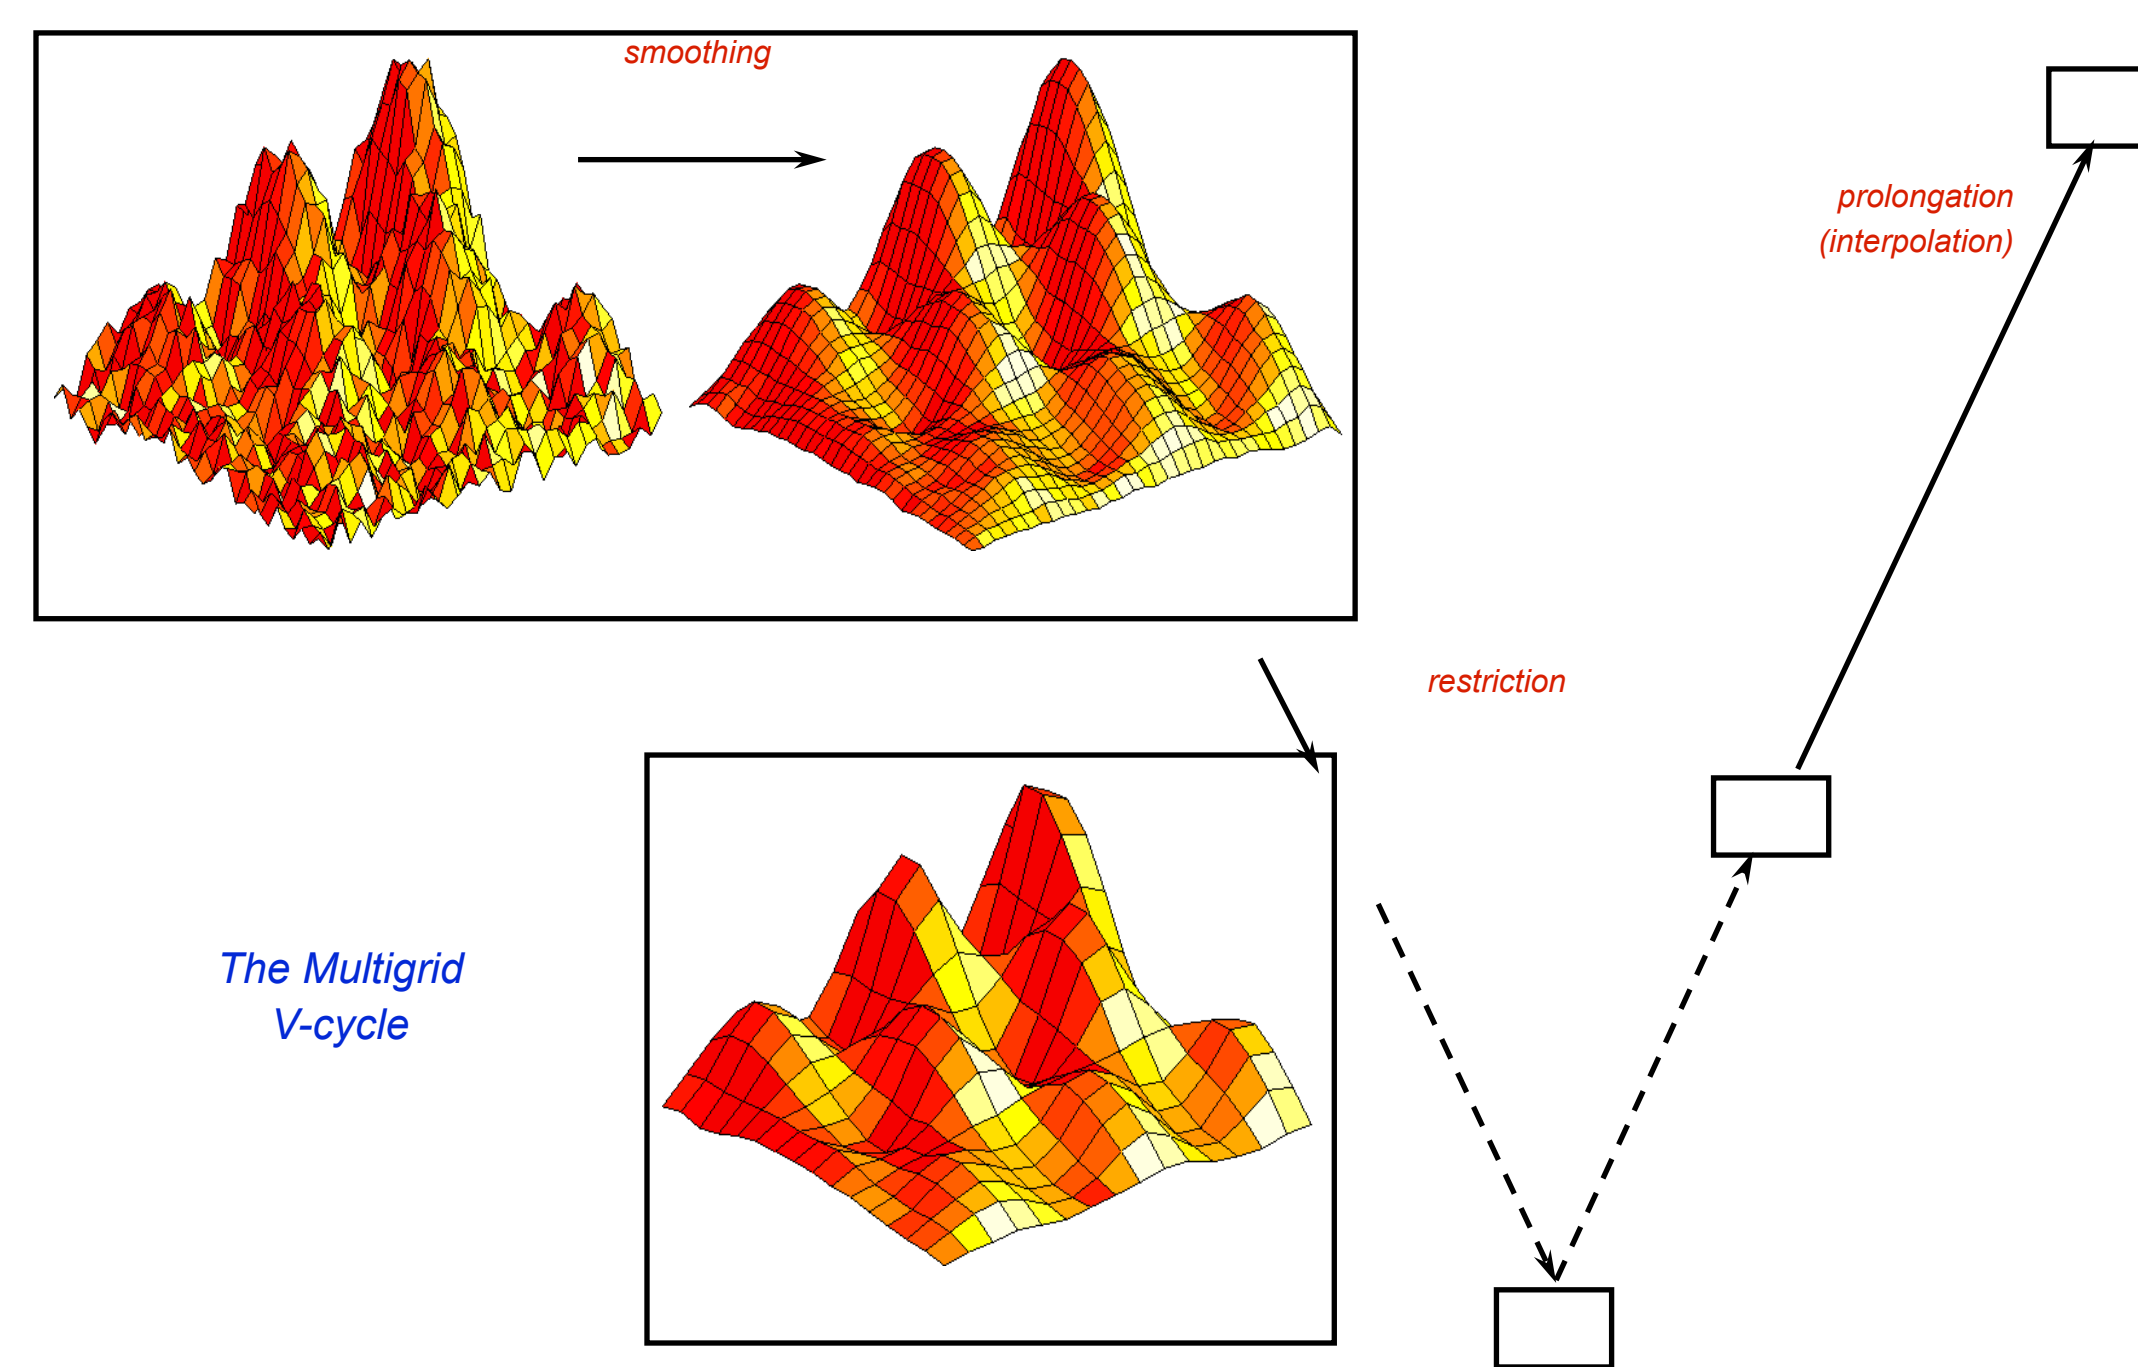 smoothing
prolongation
(interpolation)
restriction
The Multigrid
V-cycle